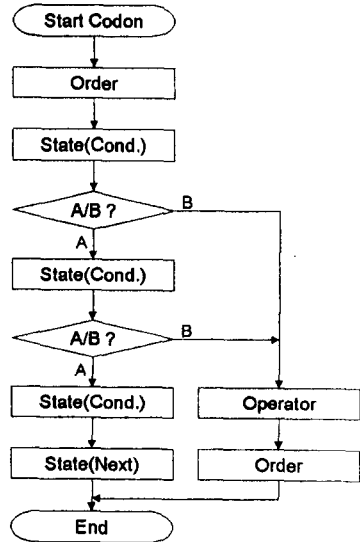 Start Codon
Order
State(Cond.)
A/B ?
B
A
State(Cond.)
A/B ?
B
A
State(Cond.)
Operator
State(Next)
Order
End